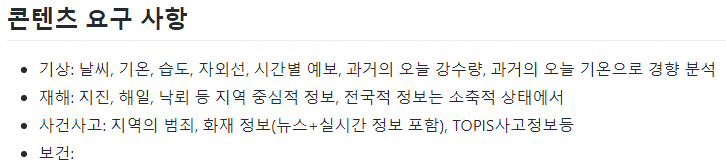 콘텐츠 요구 사항
기상: 날씨, 기온, 습도, 자외선, 시간별 예보, 과거의 오늘 강수량, 과거의 오늘 기온으로 경향 분석
재해: 지진, 해일, 낙뢰 등 지역 중심적 정보, 전국적 정보는 소축적 상태에서
사건사고: 지역의 범죄, 화재 정보(뉴스+실시간 정보 포함), TOPIS사고정보등
보건: